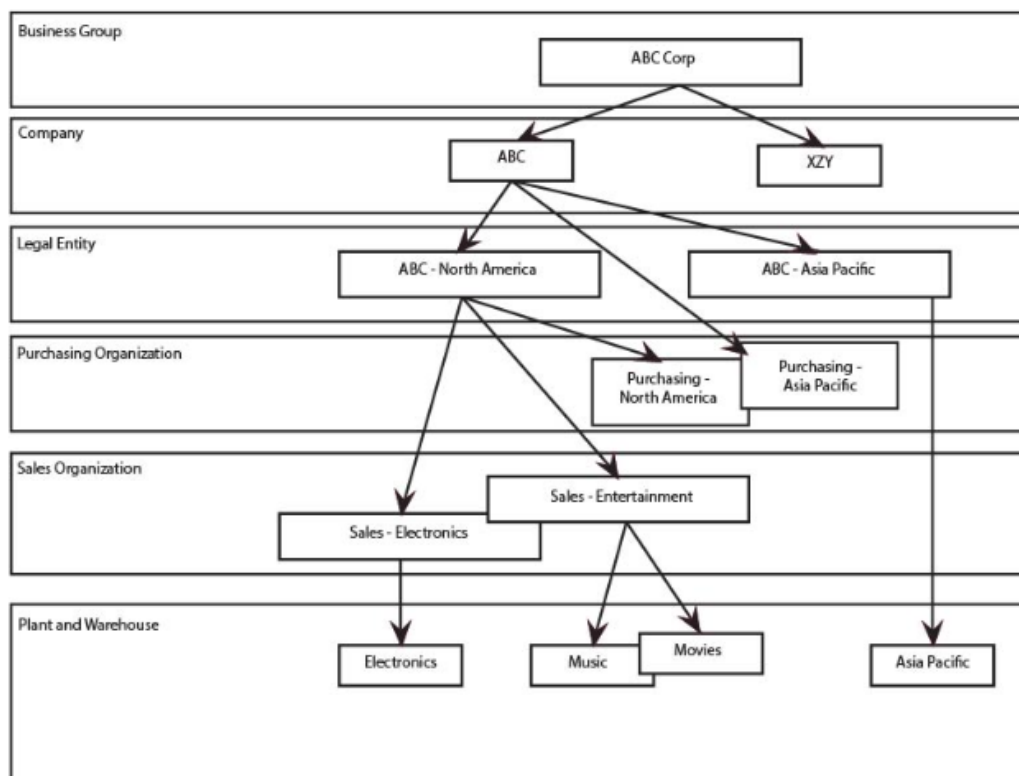 Business Group
ABC Corp
Company
ABC
XZY
Legal Entity
ABC - North America
ABC - Asia Pacific
Purchasing Organization
Purchasing -
North America
Purchasing -
Asia Pacific
Sales Organization
Sales - Entertainment
Sales - Electronics
Plant and Warehouse
Electronics
Music
Movies
Asia Pacific